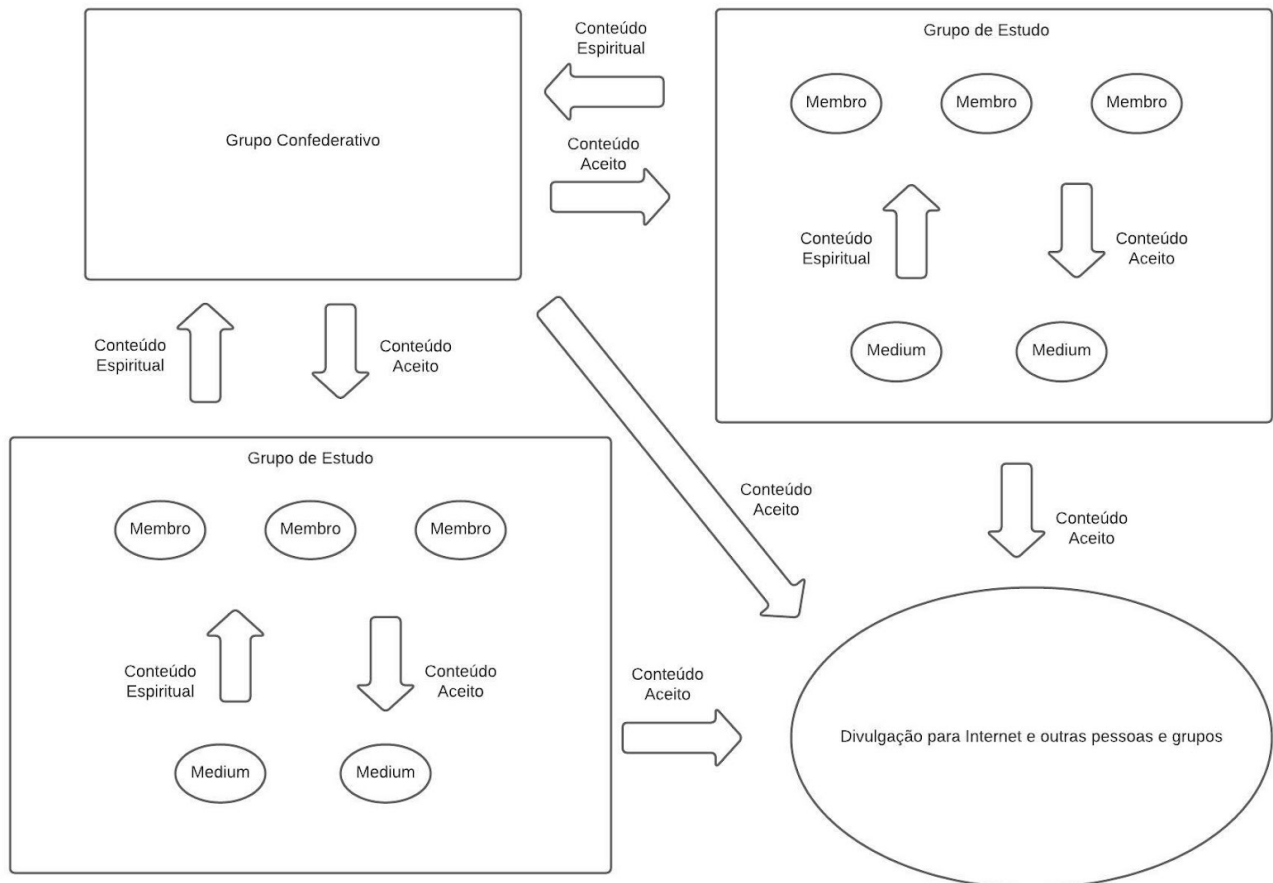 Conteúdo
Espiritual
Grupo Confederativo
Conteúdo
Aceito
Grupo de Estudo
Membro
Membro
Membro
Conteúdo
Espiritual
Conteúdo
Aceito
Medium
Medium
Conteúdo
Espiritual
Conteúdo
Aceito
Grupo de Estudo
Membro
Membro
Membro
Conteúdo
Espiritual
Conteúdo
Aceito
Medium
Medium
Conteúdo
Aceito
Conteúdo
Aceito
Conteúdo
Aceito
Divulgação para Internet e outras pessoas e grupos